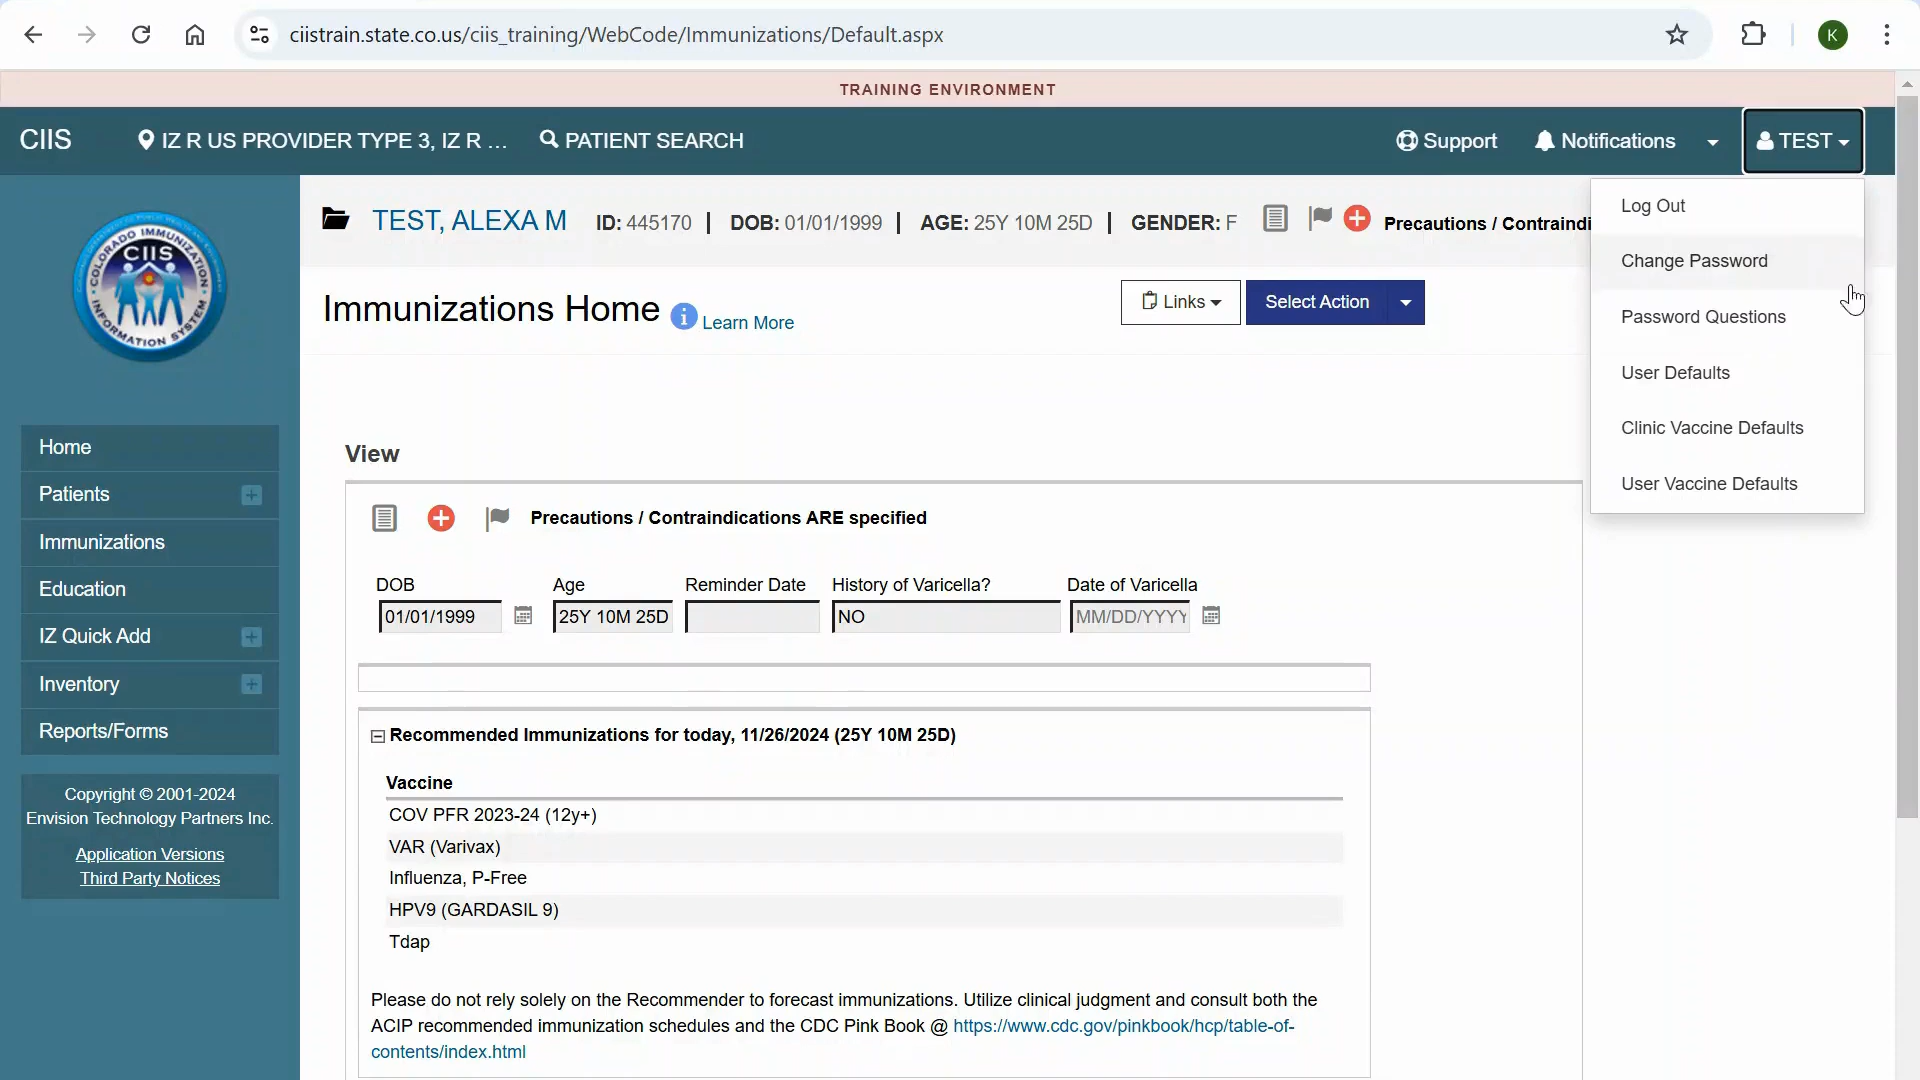 ciistrain.state.co.us/ciis_training/WebCode/Immunizations/Default.aspx
K
TRAINING ENVIRONMENT
CIIS
IZ R US PROVIDER TYPE 3, IZ R ...
PATIENT SEARCH
Support
Notifications
TEST
TEST, ALEXA M
ID: 445170 | DOB: 01/01/1999 | AGE: 25Y 10M 25D | GENDER: F
Precautions / Contraindi
Log Out
Change Password
Password Questions
User Defaults
Clinic Vaccine Defaults
User Vaccine Defaults
COLORADO IMMUNIZATION
CIIS
INFORMATION SYSTEM
Home
Patients
Immunizations
Education
IZ Quick Add
Inventory
Reports/Forms
Copyright © 2001-2024
Envision Technology Partners Inc.
Application Versions
Third Party Notices
Immunizations Home
Learn More
Links
Select Action
View
Precautions / Contraindications ARE specified
DOB Age Reminder Date History of Varicella? Date of Varicella
01/01/1999 25Y 10M 25D NO MM/DD/YYYY
Recommended Immunizations for today, 11/26/2024 (25Y 10M 25D)
Vaccine
COV PFR 2023-24 (12y+)
VAR (Varivax)
Influenza, P-Free
HPV9 (GARDASIL 9)
Tdap
Please do not rely solely on the Recommender to forecast immunizations. Utilize clinical judgment and consult both the
ACIP recommended immunization schedules and the CDC Pink Book @ https://www.cdc.gov/pinkbook/hcp/table-of-
contents/index.html